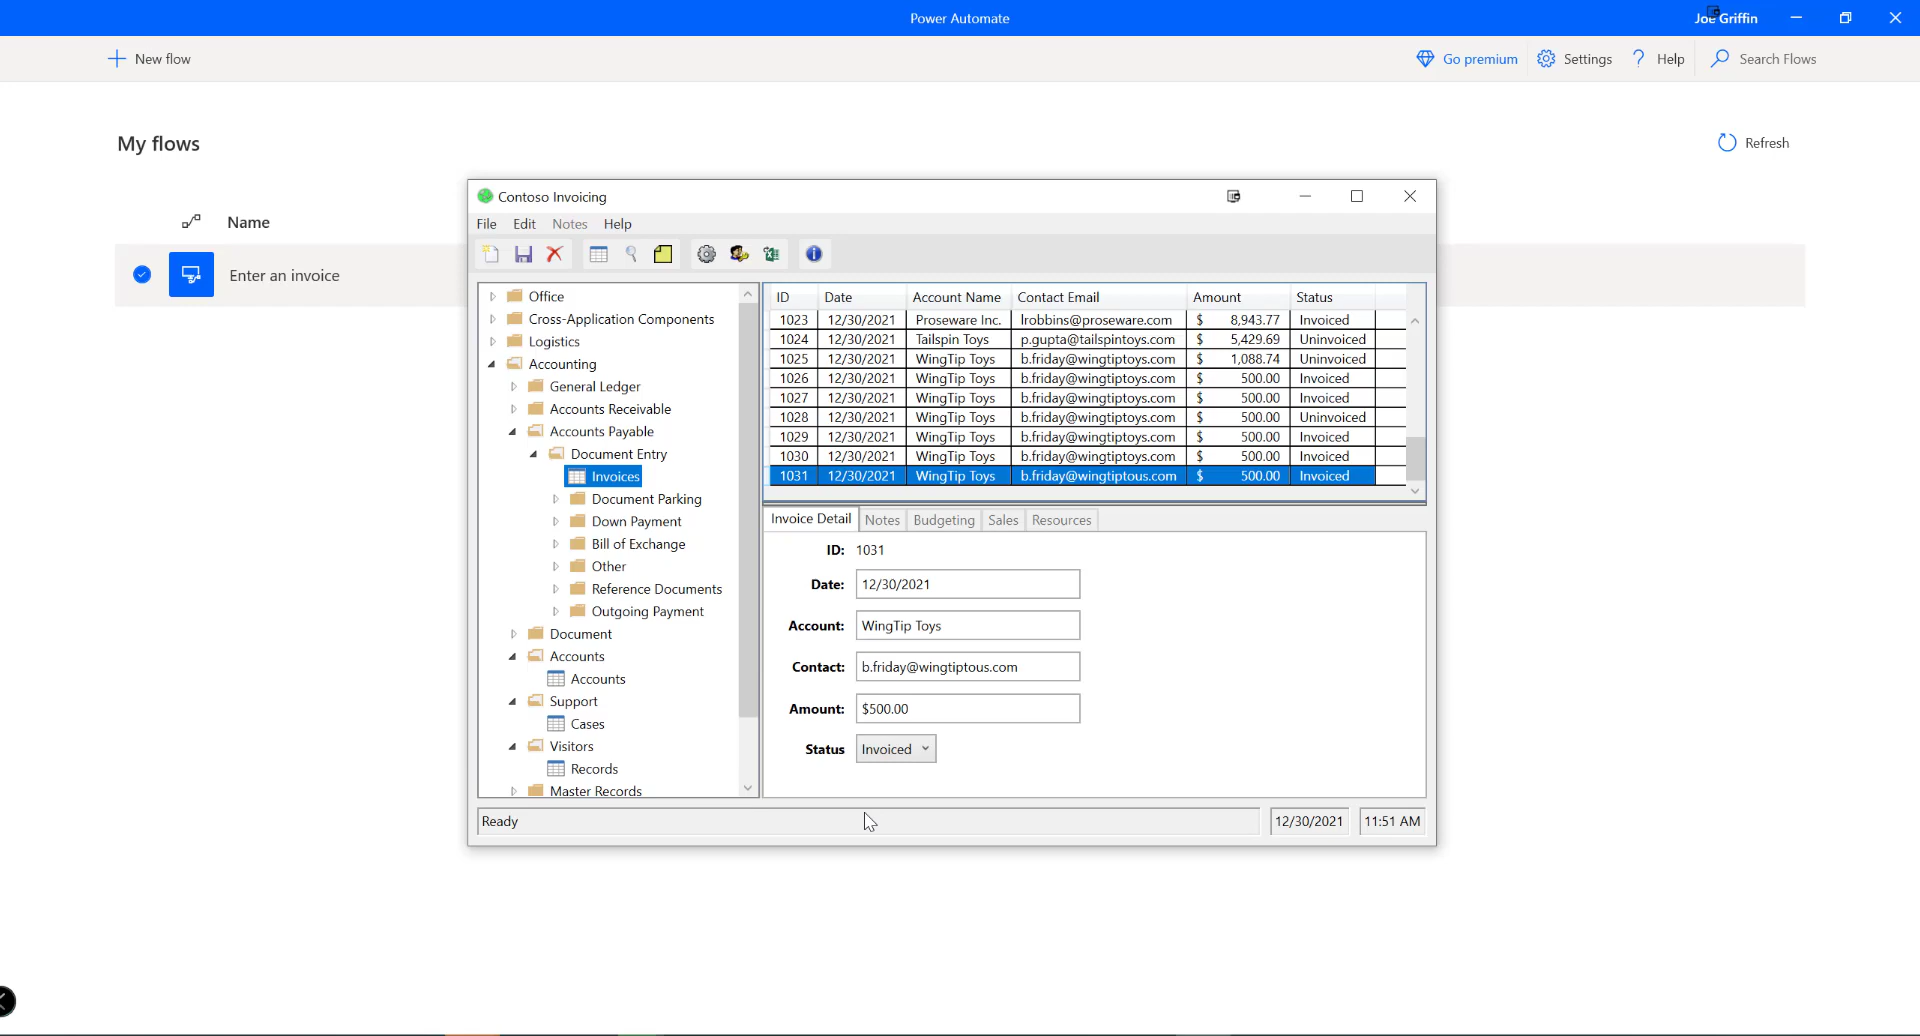 Power Automate
Joe Griffin
New flow
Go premium
Settings
? Help
Search Flows
My flows
Refresh
Name
Enter an invoice
Contoso Invoicing
File Edit Notes Help
Office
Cross-Application Components
Logistics
Accounting
General Ledger
Accounts Receivable
Accounts Payable
Document Entry
Invoices
Document Parking
Down Payment
Bill of Exchange
Other
Reference Documents
Outgoing Payment
Document
Accounts
Accounts
Support
Cases
Visitors
Records
Master Records
ID Date Account Name Contact Email Amount Status
1023 12/30/2021 Proseware Inc. lrobbins@proseware.com $ 8,943.77 Invoiced
1024 12/30/2021 Tailspin Toys p.gupta@tailspintoys.com $ 5,429.69 Uninvoiced
1025 12/30/2021 WingTip Toys b.friday@wingtiptoys.com $ 1,088.74 Uninvoiced
1026 12/30/2021 WingTip Toys b.friday@wingtiptoys.com $ 500.00 Invoiced
1027 12/30/2021 WingTip Toys b.friday@wingtiptoys.com $ 500.00 Invoiced
1028 12/30/2021 WingTip Toys b.friday@wingtiptoys.com $ 500.00 Uninvoiced
1029 12/30/2021 WingTip Toys b.friday@wingtiptoys.com $ 500.00 Invoiced
1030 12/30/2021 WingTip Toys b.friday@wingtiptoys.com $ 500.00 Invoiced
1031 12/30/2021 WingTip Toys b.friday@wingtiptous.com $ 500.00 Invoiced
Invoice Detail Notes Budgeting Sales Resources
ID: 1031
Date: 12/30/2021
Account: WingTip Toys
Contact: b.friday@wingtiptous.com
Amount: $500.00
Status Invoiced
Ready
12/30/2021
11:51 AM